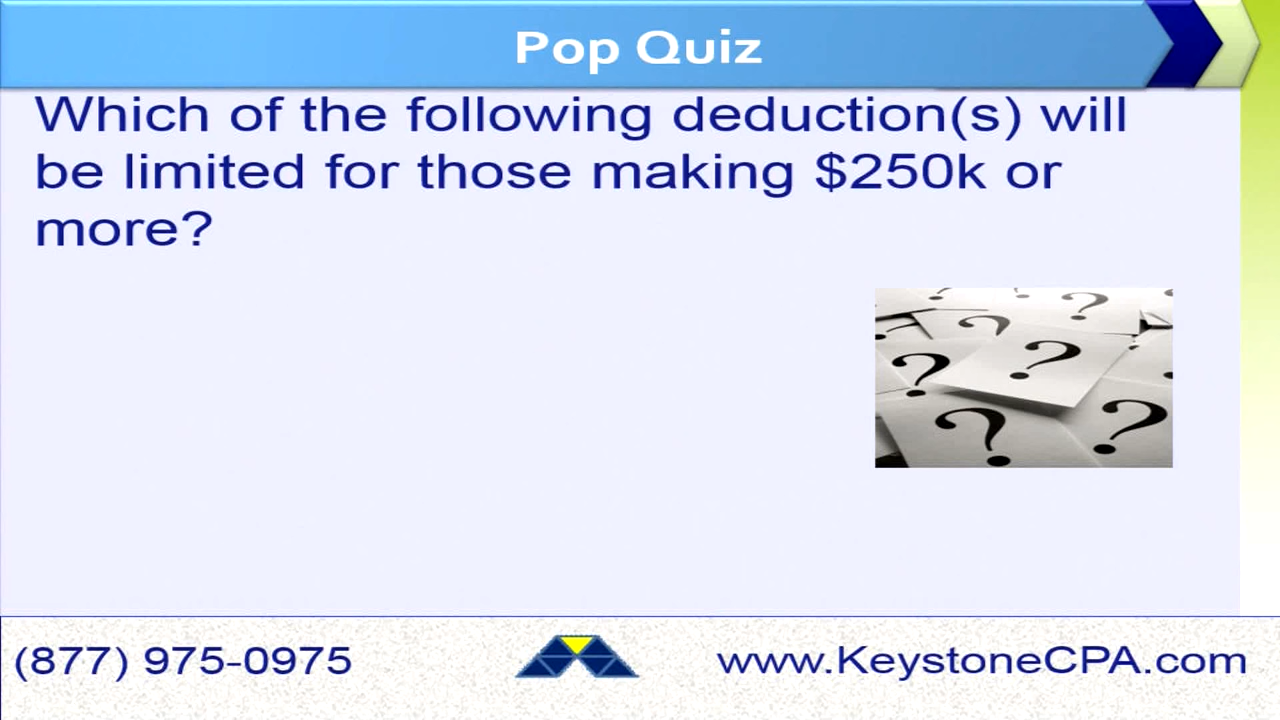 Pop Quiz
Which of the following deduction(s) will
be limited for those making $250k or
more?
? ? ? ? ? ? ?
(877) 975-0975
www.KeystoneCPA.com